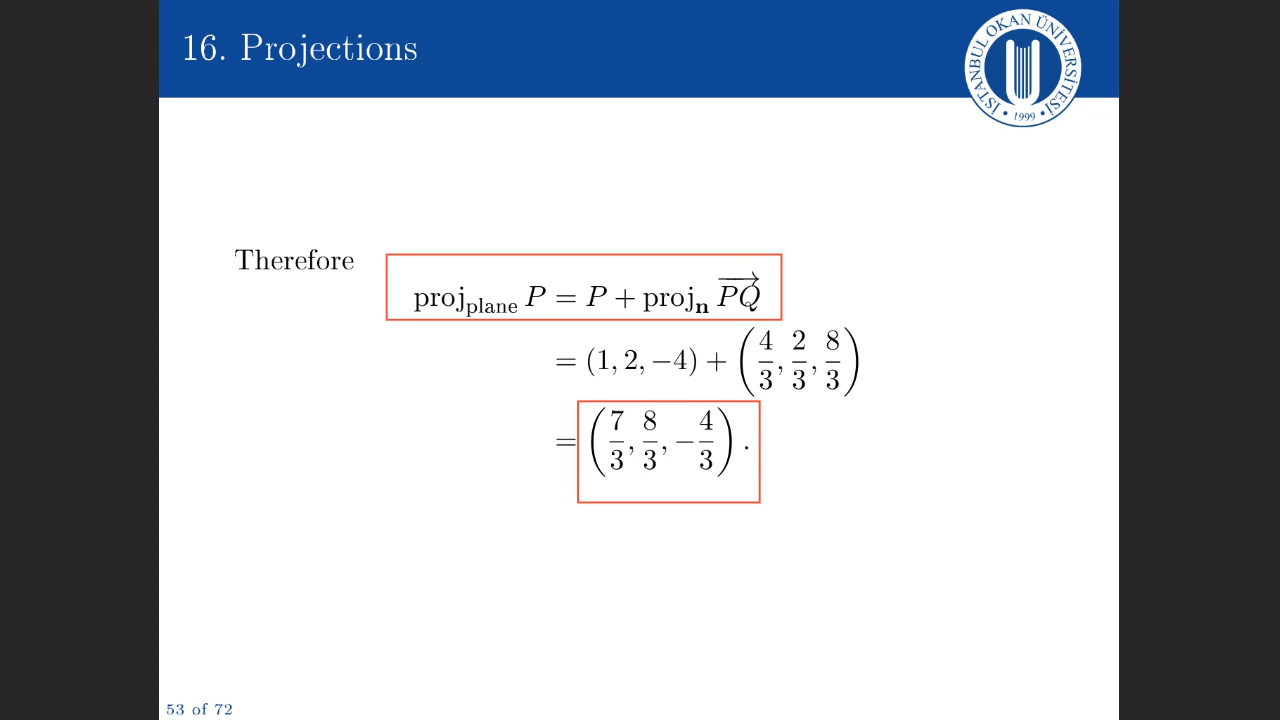 16. Projections
İSTANBUL OKAN ÜNİVERSİTESİ
• 1999 •
Therefore
proj_plane P = P + proj_n \overrightarrow{PQ}
= (1, 2, −4) + (4/3, 2/3, 8/3)
= (7/3, 8/3, −4/3).
53 of 72